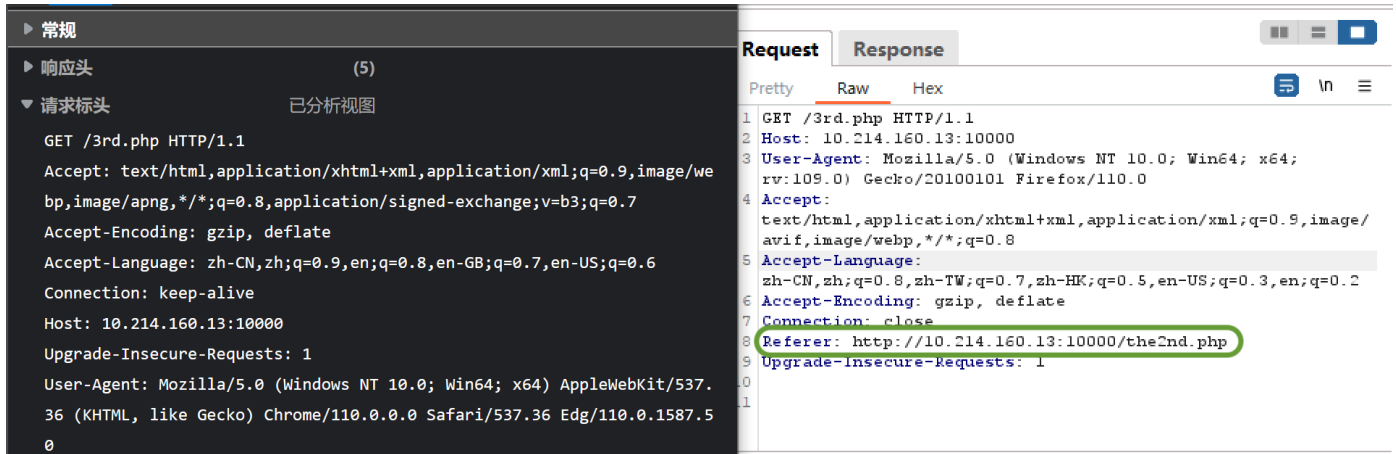 常规
响应头 (5)
请求标头 已分析视图
GET /3rd.php HTTP/1.1
Accept: text/html,application/xhtml+xml,application/xml;q=0.9,image/we
bp,image/apng,*/*;q=0.8,application/signed-exchange;v=b3;q=0.7
Accept-Encoding: gzip, deflate
Accept-Language: zh-CN,zh;q=0.9,en;q=0.8,en-GB;q=0.7,en-US;q=0.6
Connection: keep-alive
Host: 10.214.160.13:10000
Upgrade-Insecure-Requests: 1
User-Agent: Mozilla/5.0 (Windows NT 10.0; Win64; x64) AppleWebKit/537.
36 (KHTML, like Gecko) Chrome/110.0.0.0 Safari/537.36 Edg/110.0.1587.5
0
Request Response
Pretty Raw Hex \n
1 GET /3rd.php HTTP/1.1
2 Host: 10.214.160.13:10000
3 User-Agent: Mozilla/5.0 (Windows NT 10.0; Win64; x64;
rv:109.0) Gecko/20100101 Firefox/110.0
4 Accept:
text/html,application/xhtml+xml,application/xml;q=0.9,image/
avif,image/webp,*/*;q=0.8
5 Accept-Language:
zh-CN,zh;q=0.8,zh-TW;q=0.7,zh-HK;q=0.5,en-US;q=0.3,en;q=0.2
6 Accept-Encoding: gzip, deflate
7 Connection: close
8 Referer: http://10.214.160.13:10000/the2nd.php
9 Upgrade-Insecure-Requests: 1
10
11